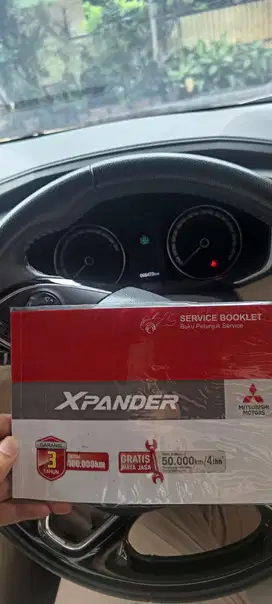 SERVICE BOOKLET
Buku Petunjuk Service
XPANDER
MITSUBISHI
MOTORS
GARANSI
3
TAHUN
100.000km
GRATIS
BIAYA JASA
50.000km/4